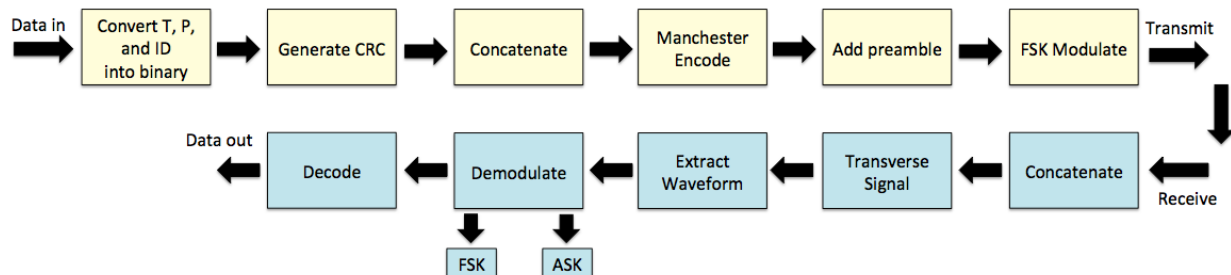 Data in
Convert T, P,
and ID
into binary
Generate CRC
Concatenate
Manchester
Encode
Add preamble
FSK Modulate
Transmit
Receive
Concatenate
Transverse
Signal
Extract
Waveform
Demodulate
Decode
Data out
FSK
ASK